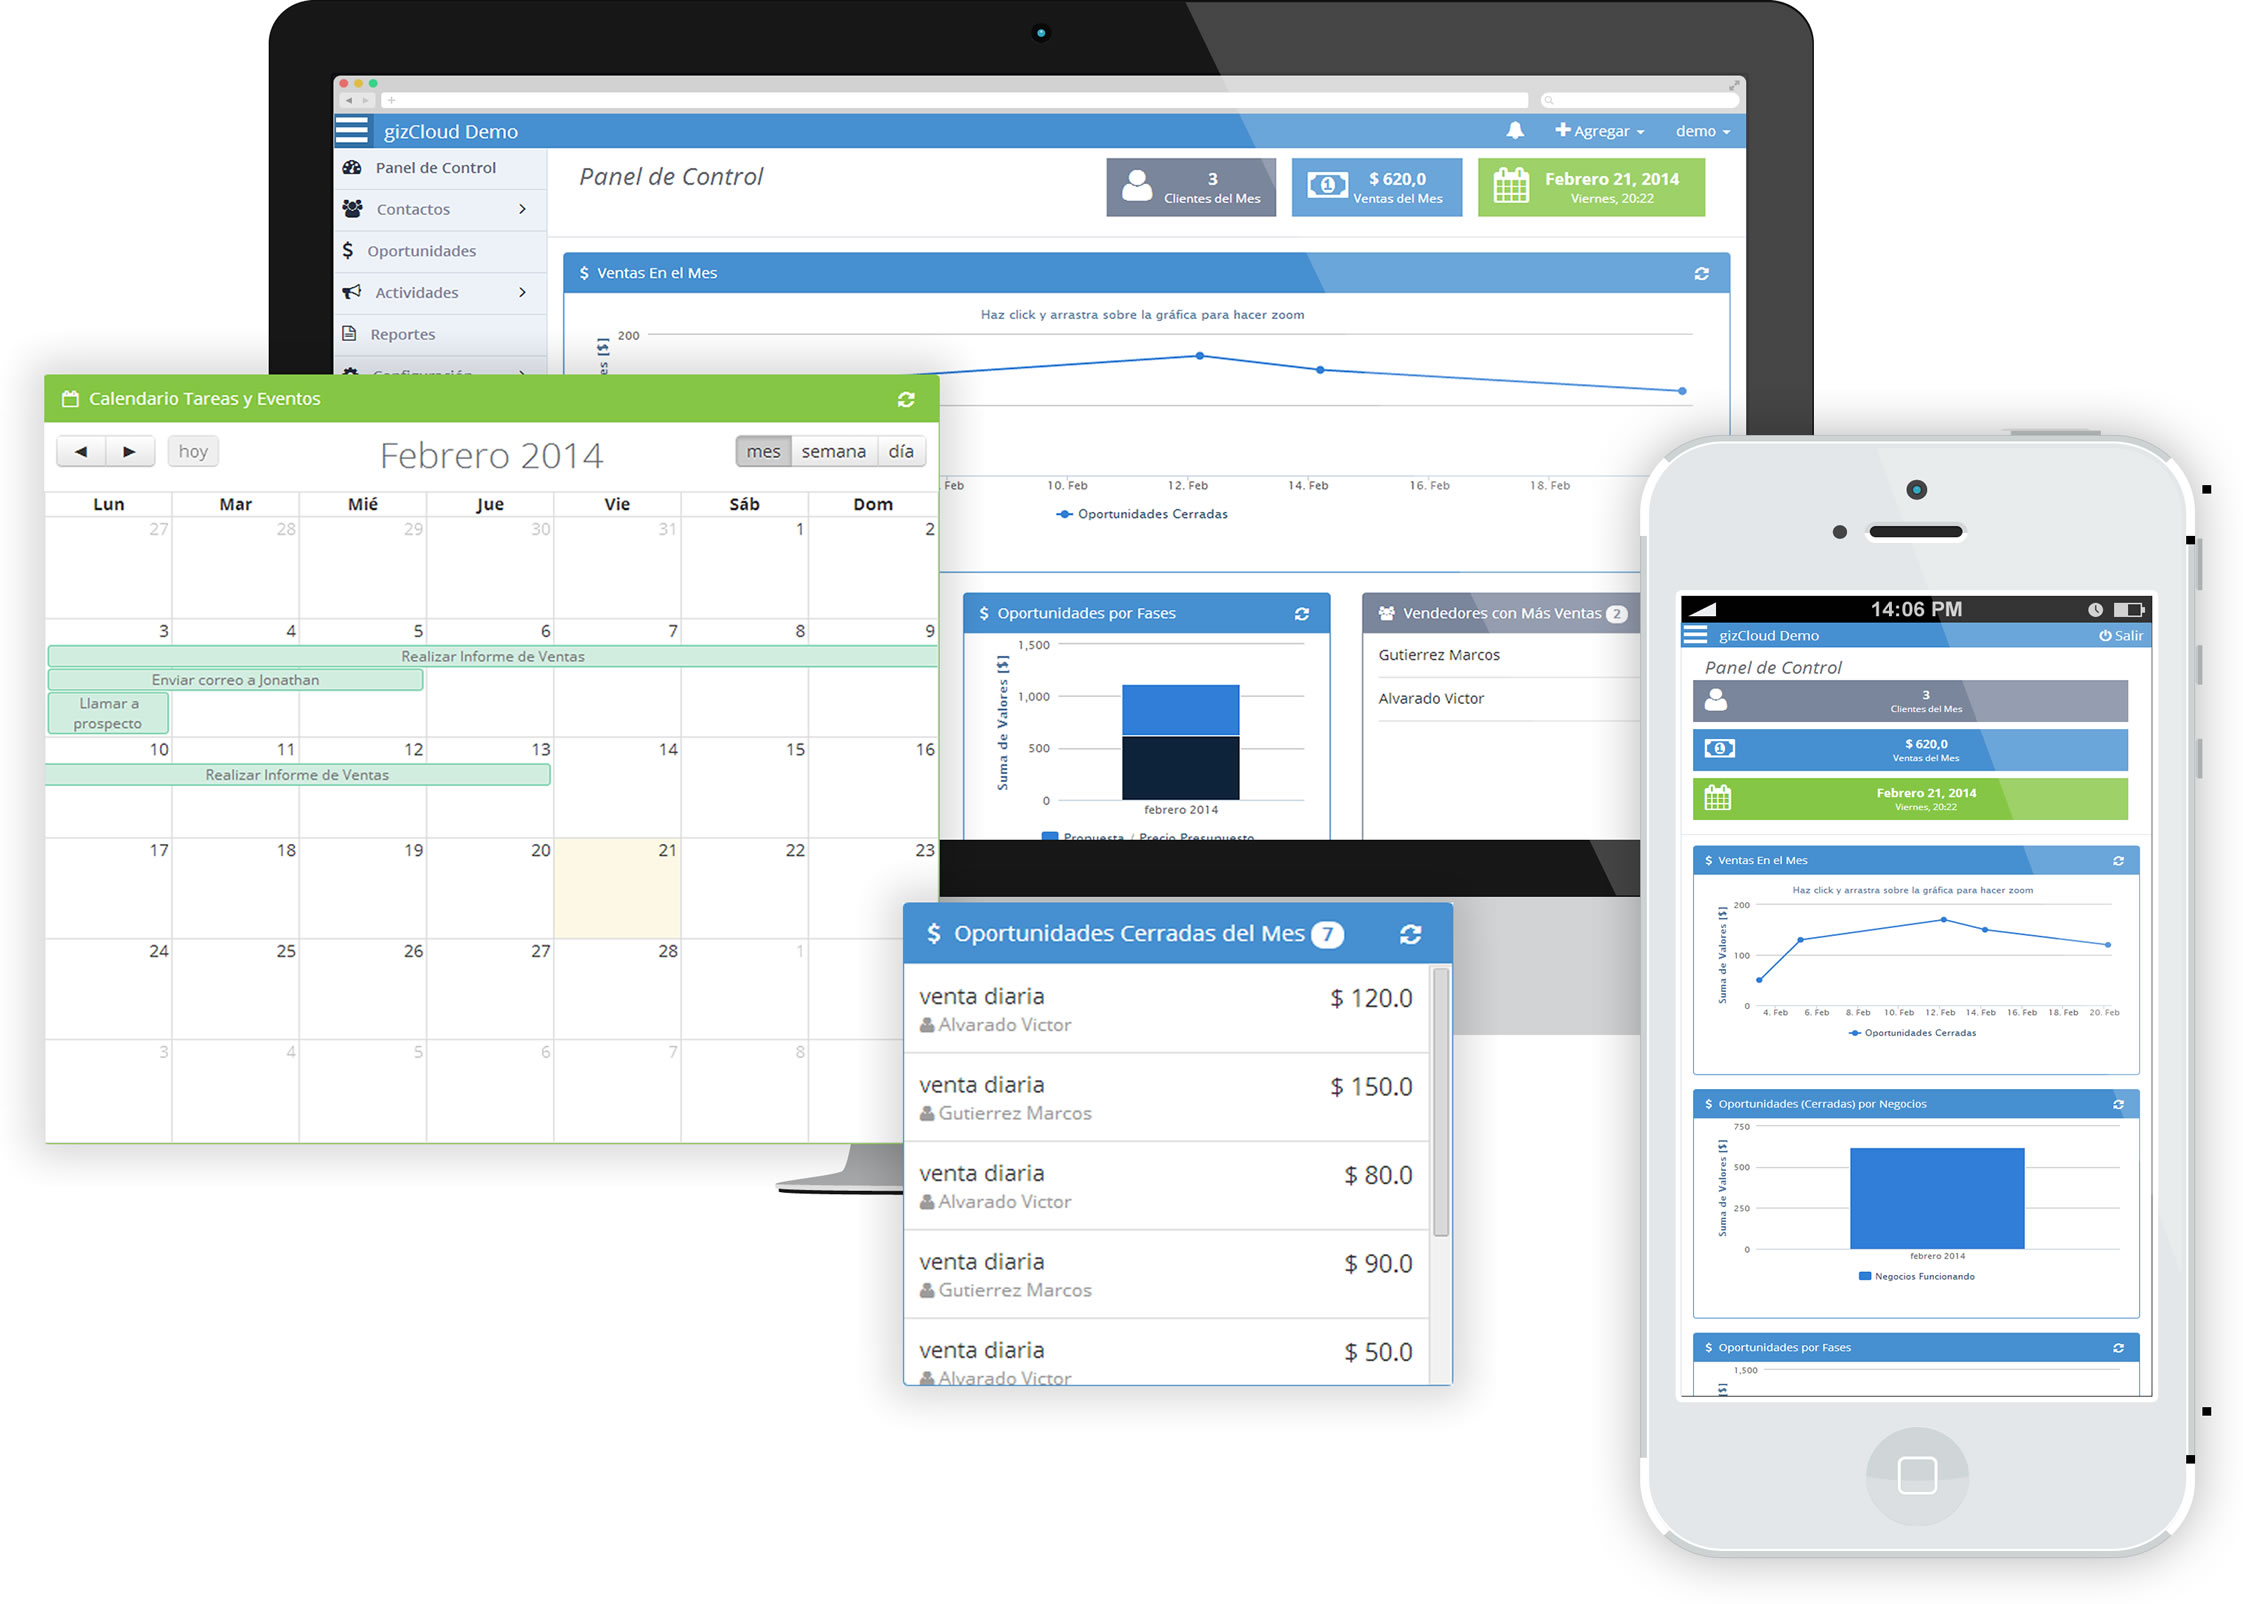 gizCloud Demo
Agregar
demo
Panel de Control
Contactos
Oportunidades
Actividades
Reportes
Configuración
Panel de Control
3
Clientes del Mes
$ 620,0
Ventas del Mes
Febrero 21, 2014
Viernes, 20:22
$ Ventas En el Mes
Haz click y arrastra sobre la gráfica para hacer zoom
200
es [$]
. Feb 10. Feb 12. Feb 14. Feb 16. Feb 18. Feb
Oportunidades Cerradas
$ Oportunidades por Fases
Suma de Valores [$]
1,500
1,000
500
0
febrero 2014
Propuesta / Precio Presupuesto
Vendedores con Más Ventas 2
Gutierrez Marcos
Alvarado Victor
Calendario Tareas y Eventos
hoy
Febrero 2014
mes semana día
Lun Mar Mié Jue Vie Sáb Dom
27 28 29 30 31 1 2
3 4 5 6 7 8 9
Realizar Informe de Ventas
Enviar correo a Jonathan
Llamar a
prospecto
10 11 12 13 14 15 16
Realizar Informe de Ventas
17 18 19 20 21 22 23
24 25 26 27 28 1
3 4 5 6 7 8
$ Oportunidades Cerradas del Mes 7
venta diaria $ 120.0
Alvarado Victor
venta diaria $ 150.0
Gutierrez Marcos
venta diaria $ 80.0
Alvarado Victor
venta diaria $ 90.0
Gutierrez Marcos
venta diaria $ 50.0
Alvarado Victor
14:06 PM
gizCloud Demo Salir
Panel de Control
3
Clientes del Mes
$ 620,0
Ventas del Mes
Febrero 21, 2014
Viernes, 20:22
$ Ventas En el Mes
Haz click y arrastra sobre la gráfica para hacer zoom
Suma de Valores [$]
200
100
0
4. Feb 6. Feb 8. Feb 10. Feb 12. Feb 14. Feb 16. Feb 18. Feb 20. Feb
Oportunidades Cerradas
$ Oportunidades (Cerradas) por Negocios
Suma de Valores [$]
750
500
250
0
febrero 2014
Negocios Funcionando
$ Oportunidades por Fases
1,500
[$]